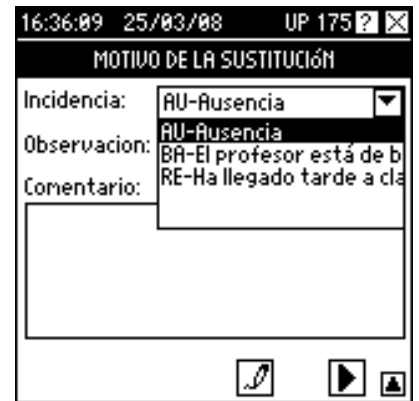 16:36:09 25/03/08 UP 175 ?
MOTIVO DE LA SUSTITUCIóN
Incidencia: AU-Ausencia
AU-Ausencia
Observacion: BA-El profesor está de b
RE-Ha llegado tarde a cla
Comentario: